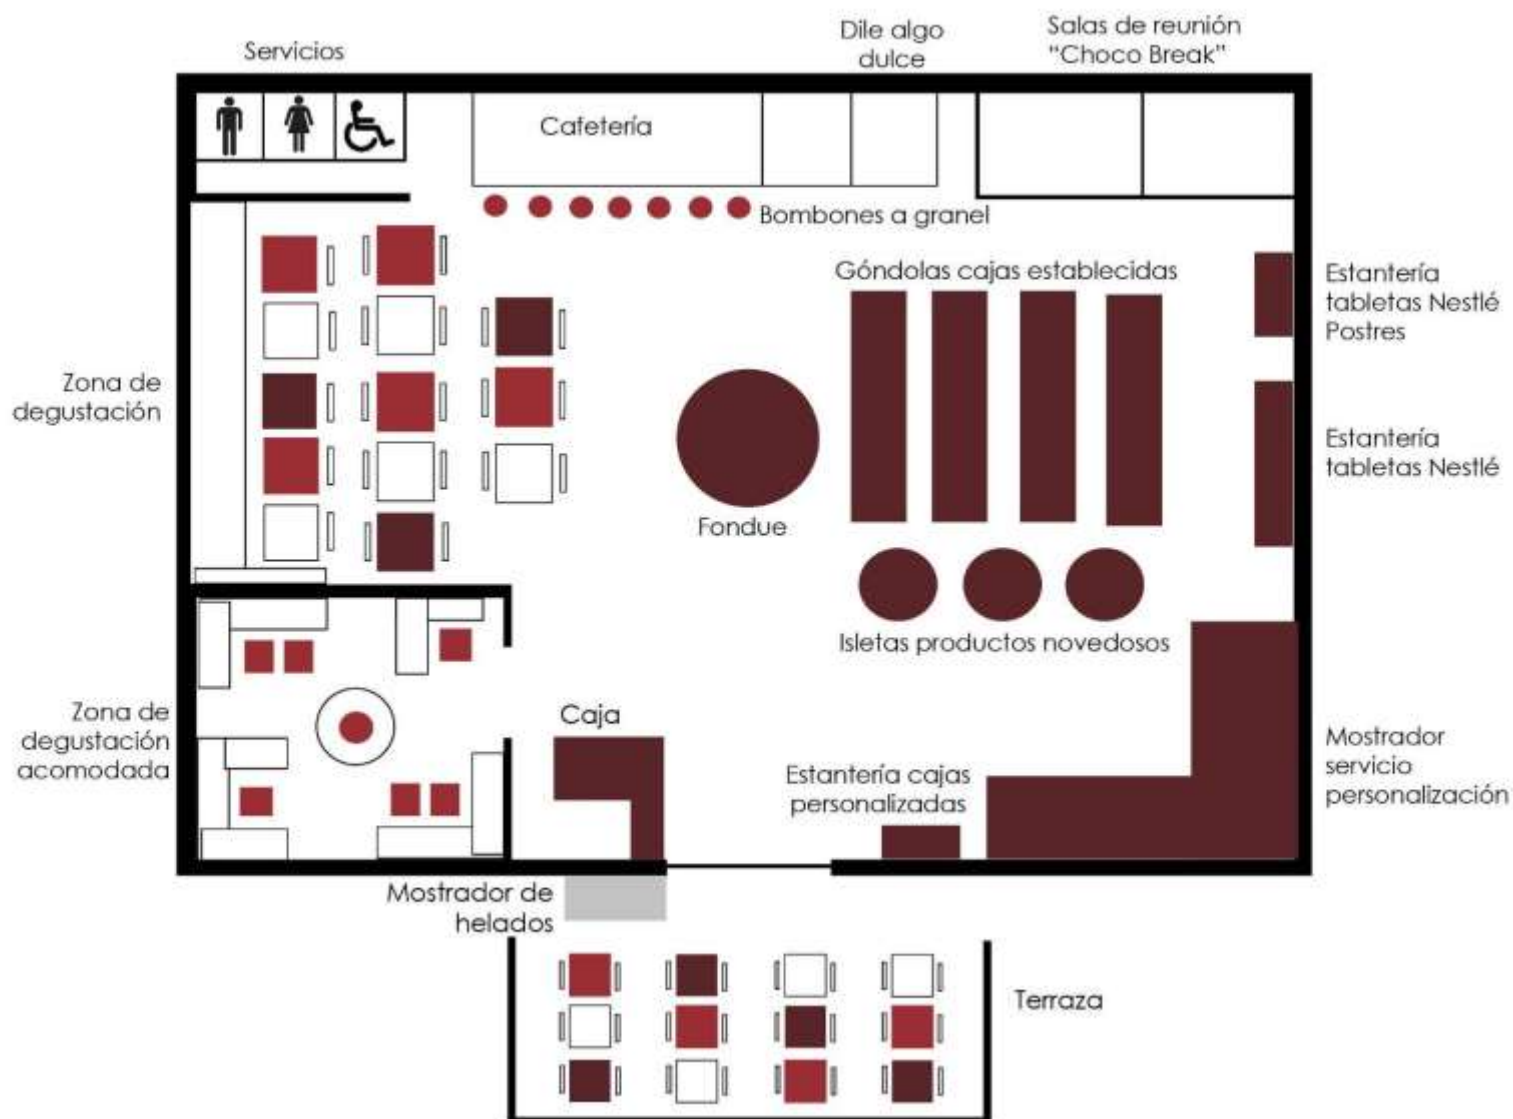 Servicios
Dile algo
dulce
Salas de reunión
"Choco Break"
Cafetería
Bombones a granel
Góndolas cajas establecidas
Estantería
tabletas Nestlé
Postres
Zona de
degustación
Estantería
tabletas Nestlé
Fondue
Isletas productos novedosos
Zona de
degustación
acomodada
Caja
Estantería cajas
personalizadas
Mostrador
servicio
personalización
Mostrador de
helados
Terraza